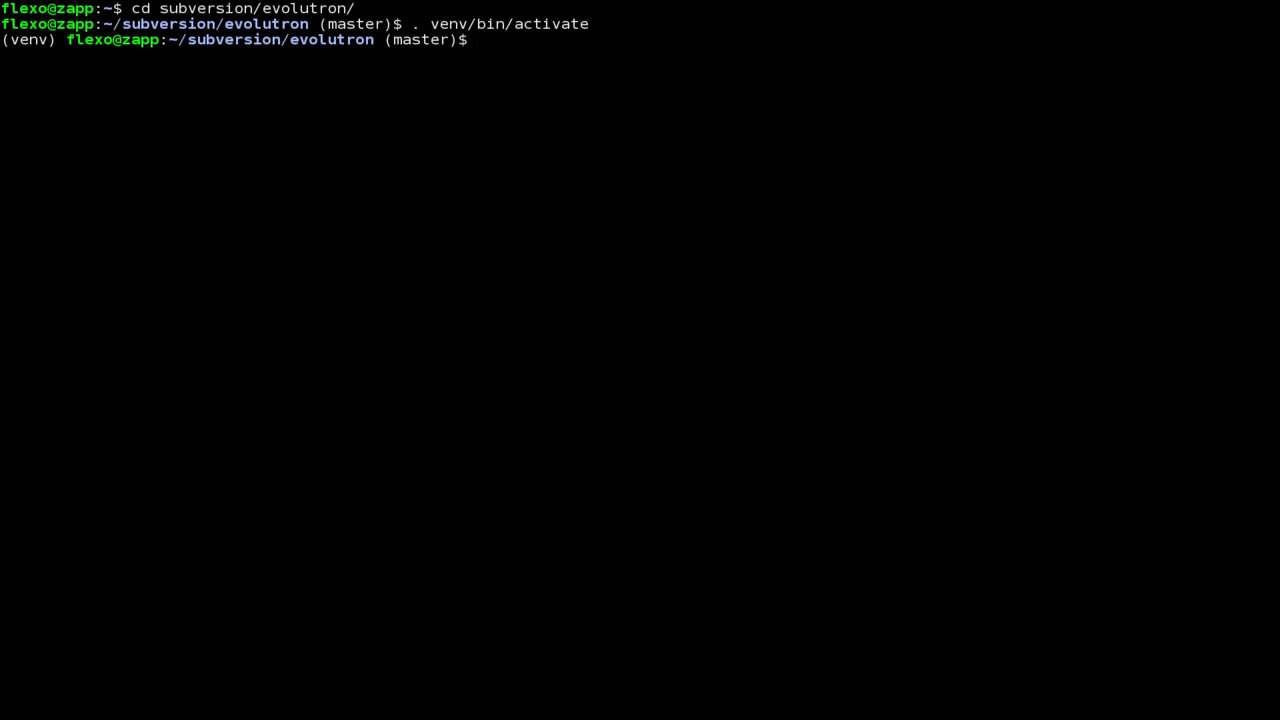 flexo@zapp:~$ cd subversion/evolutron/
flexo@zapp:~/subversion/evolutron (master)$ . venv/bin/activate
(venv) flexo@zapp:~/subversion/evolutron (master)$